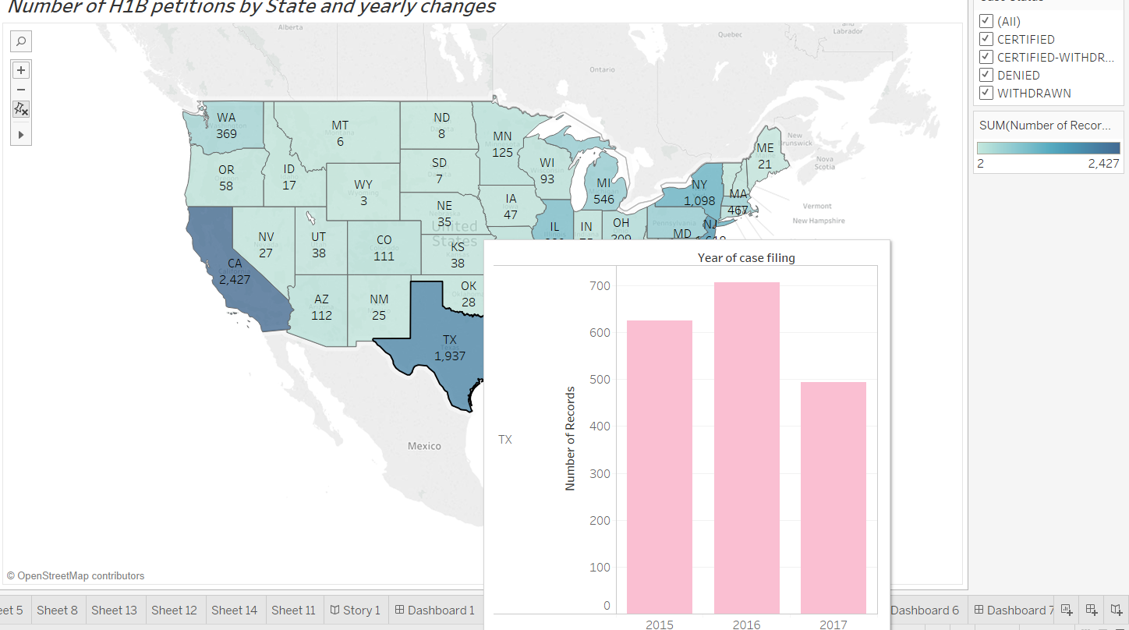 Number of H1B petitions by State and yearly changes
(All)
CERTIFIED
CERTIFIED-WITHDR...
DENIED
WITHDRAWN
SUM(Number of Recor...
2
2,427
Alberta
Quebec
Ontario
New
Nova
Scotia
Vermont
New Hampshire
Mexico
United
States
WA
369
MT
6
ND
8
MN
125
ME
21
OR
58
ID
17
SD
7
WI
93
WY
3
MI
546
NY
1,098
MA
467
NE
35
IA
47
IL
IN
OH
209
MD
NJ
NV
27
UT
38
CO
111
KS
38
CA
2,427
AZ
112
NM
25
OK
28
TX
1,937
Year of case filing
Number of Records
700
600
500
400
300
200
100
0
TX
2015
2016
2017
© OpenStreetMap contributors
Sheet 8
Sheet 13
Sheet 12
Sheet 14
Sheet 11
Story 1
Dashboard 1
Dashboard 6
Dashboard 7